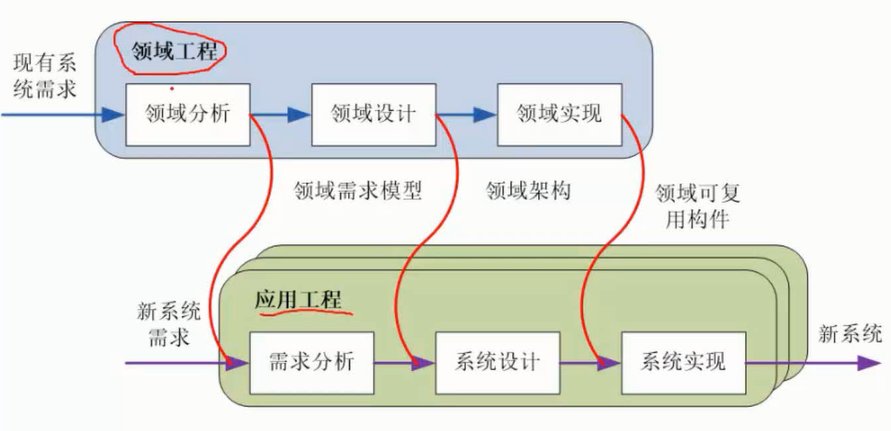 领域工程
现有系
统需求
领域分析
领域设计
领域实现
领域需求模型
领域架构
领域可复
用构件
应用工程
新系统
需求
需求分析
系统设计
系统实现
新系统